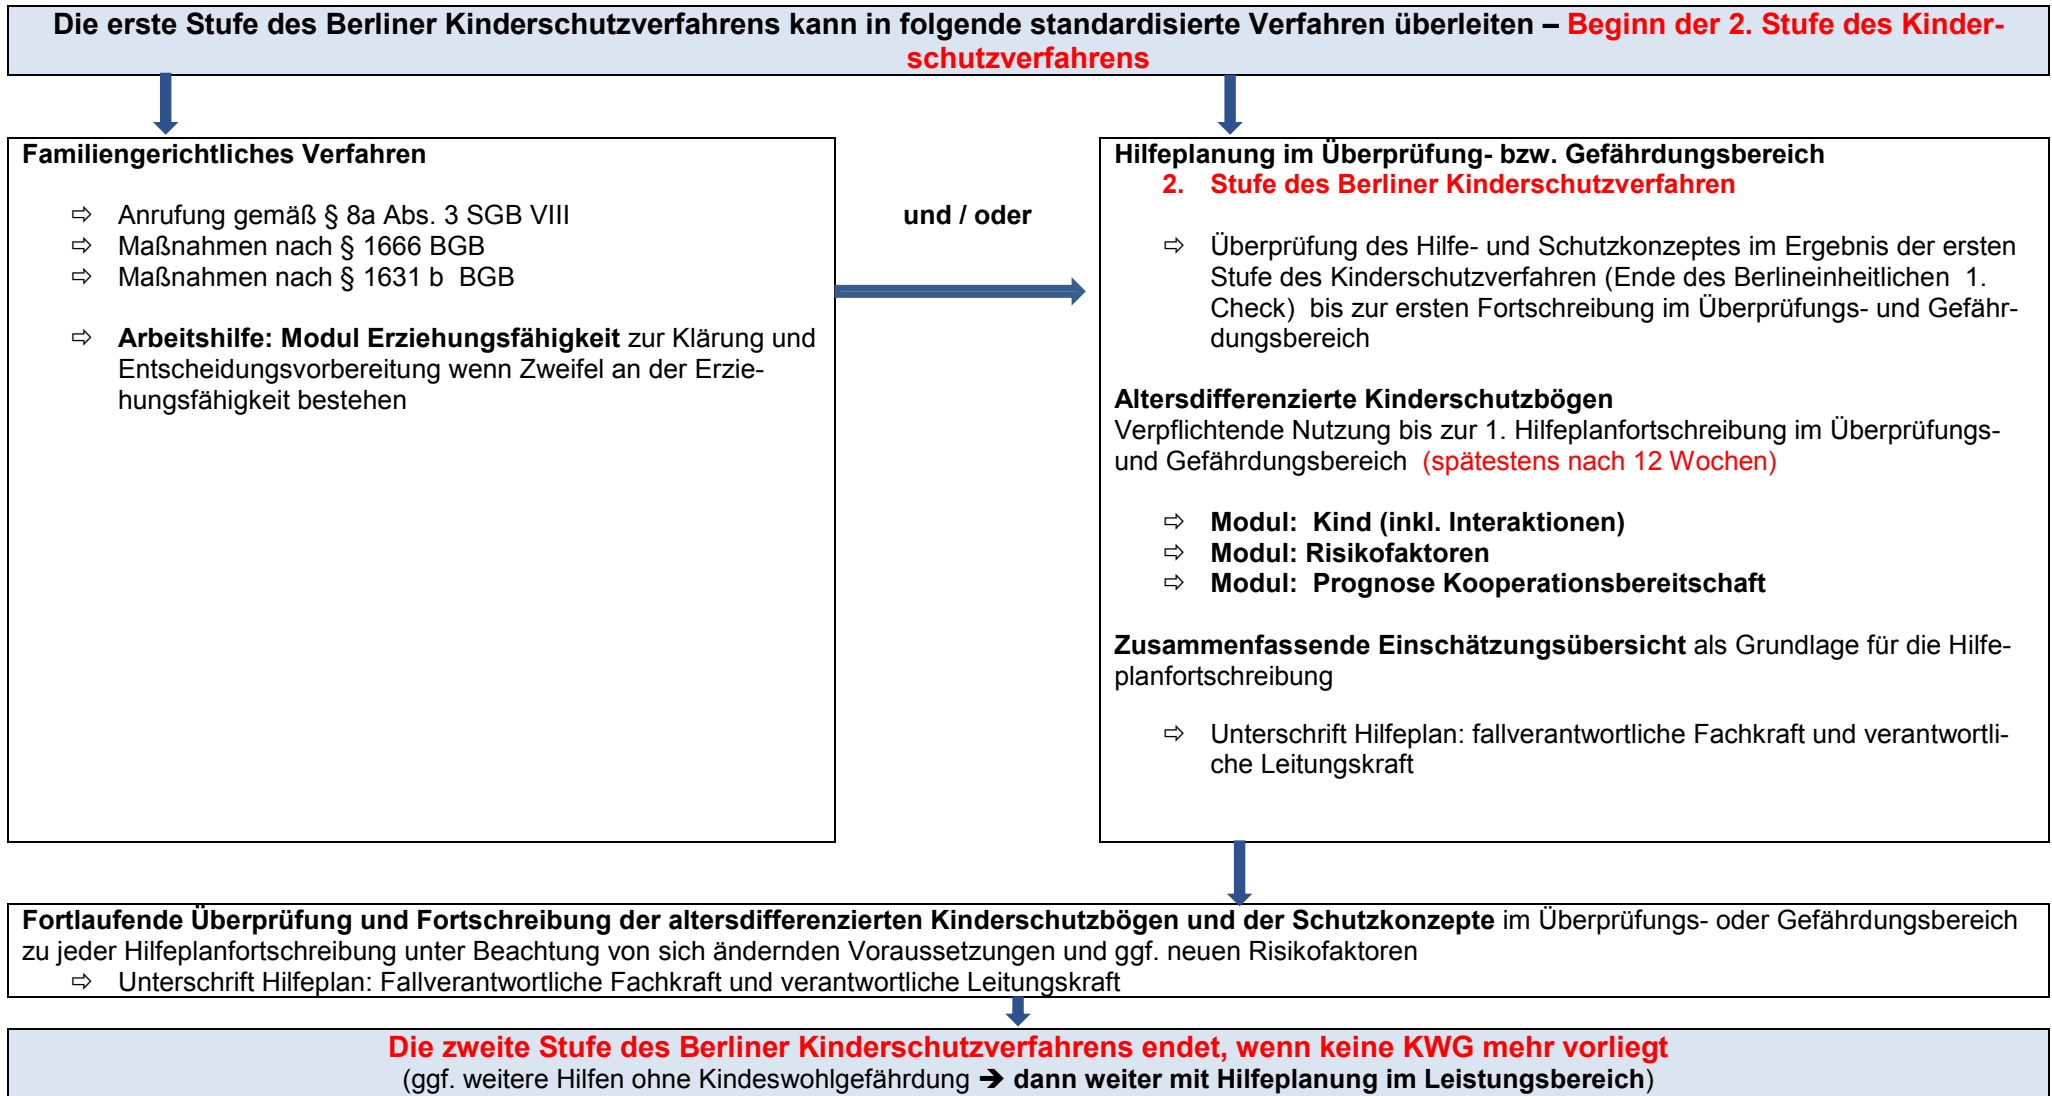 Die erste Stufe des Berliner Kinderschutzverfahrens kann in folgende standardisierte Verfahren überleiten – Beginn der 2. Stufe des Kinder-
schutzverfahrens
Familiengerichtliches Verfahren
⇨ Anrufung gemäß § 8a Abs. 3 SGB VIII
⇨ Maßnahmen nach § 1666 BGB
⇨ Maßnahmen nach § 1631 b BGB
⇨ Arbeitshilfe: Modul Erziehungsfähigkeit zur Klärung und
Entscheidungsvorbereitung wenn Zweifel an der Erzie-
hungsfähigkeit bestehen
und / oder
Hilfeplanung im Überprüfung- bzw. Gefährdungsbereich
2. Stufe des Berliner Kinderschutzverfahren
⇨ Überprüfung des Hilfe- und Schutzkonzeptes im Ergebnis der ersten
Stufe des Kinderschutzverfahren (Ende des Berlineinheitlichen 1.
Check) bis zur ersten Fortschreibung im Überprüfungs- und Gefähr-
dungsbereich
Altersdifferenzierte Kinderschutzbögen
Verpflichtende Nutzung bis zur 1. Hilfeplanfortschreibung im Überprüfungs-
und Gefährdungsbereich (spätestens nach 12 Wochen)
⇨ Modul: Kind (inkl. Interaktionen)
⇨ Modul: Risikofaktoren
⇨ Modul: Prognose Kooperationsbereitschaft
Zusammenfassende Einschätzungsübersicht als Grundlage für die Hilfe-
planfortschreibung
⇨ Unterschrift Hilfeplan: fallverantwortliche Fachkraft und verantwortli-
che Leitungskraft
Fortlaufende Überprüfung und Fortschreibung der altersdifferenzierten Kinderschutzbögen und der Schutzkonzepte im Überprüfungs- oder Gefährdungsbereich
zu jeder Hilfeplanfortschreibung unter Beachtung von sich ändernden Voraussetzungen und ggf. neuen Risikofaktoren
⇨ Unterschrift Hilfeplan: Fallverantwortliche Fachkraft und verantwortliche Leitungskraft
Die zweite Stufe des Berliner Kinderschutzverfahrens endet, wenn keine KWG mehr vorliegt
(ggf. weitere Hilfen ohne Kindeswohlgefährdung ➔ dann weiter mit Hilfeplanung im Leistungsbereich)